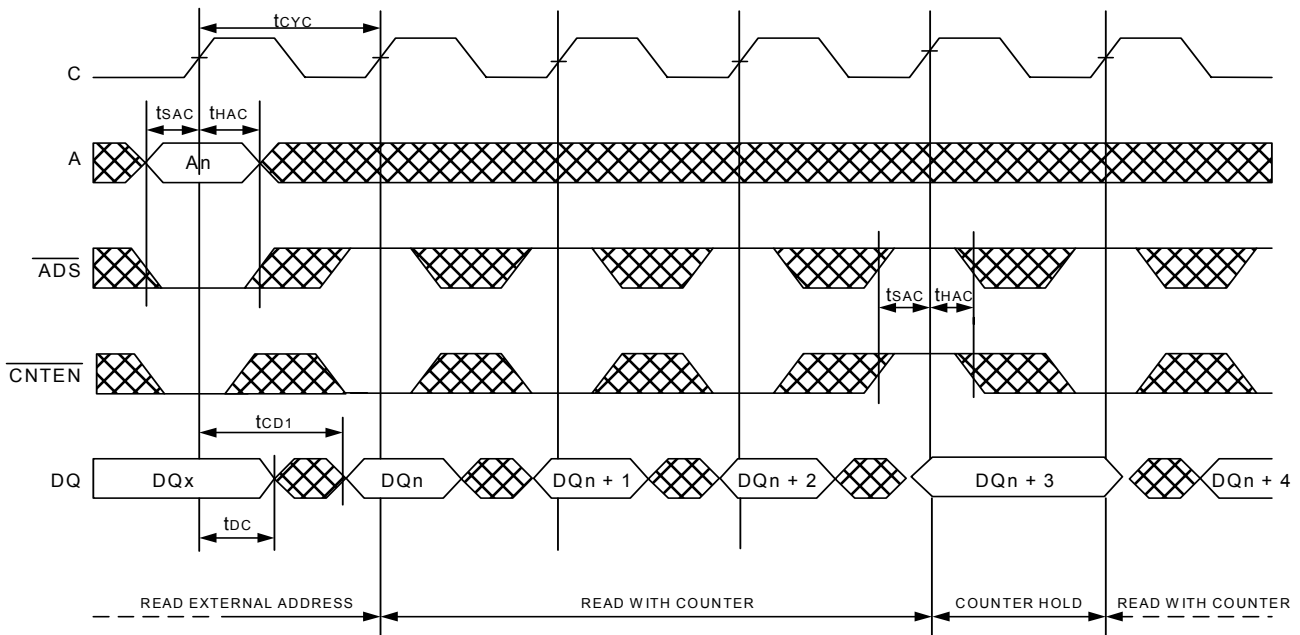 tCYC
C
tSAC tHAC
A An
ADS
tSAC tHAC
CNTEN
tCD1
DQ DQx DQn DQn + 1 DQn + 2 DQn + 3 DQn + 4
tDC
READ EXTERNAL ADDRESS READ WITH COUNTER COUNTER HOLD READ WITH COUNTER